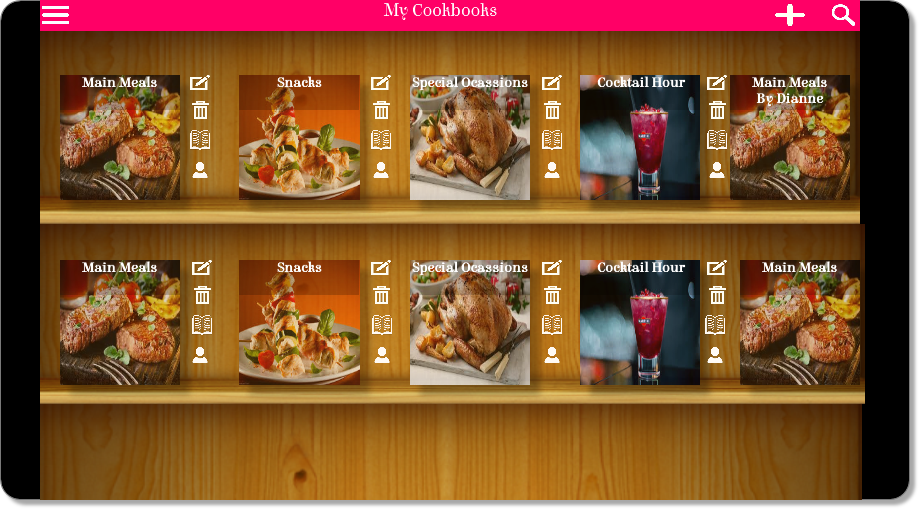 My Cookbooks
Main Meals
Snacks
Special Ocassions
Cocktail Hour
Main Meals
By Dianne
Main Meals
Snacks
Special Ocassions
Cocktail Hour
Main Meals